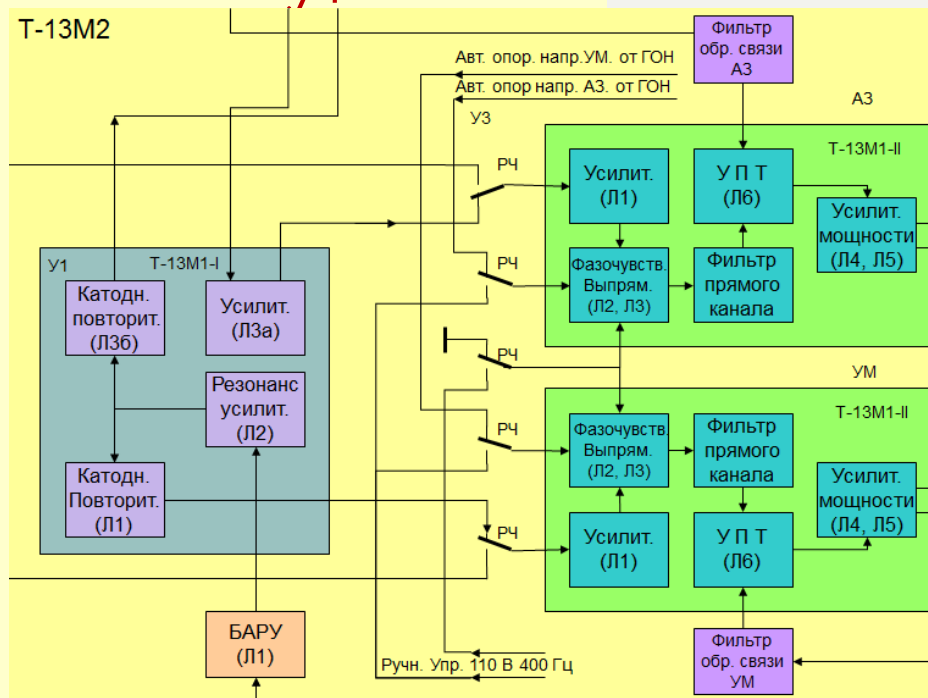 Т-13М2
Фильтр
обр. связи
АЗ
Авт. опор. напр.УМ. от ГОН
Авт. опор напр. АЗ. от ГОН
УЗ
АЗ
Т-13М1-II
РЧ
Усилит.
(Л1)
У П Т
(Л6)
Усилит.
мощности
(Л4, Л5)
У1
Т-13М1-I
РЧ
Фазочувств.
Выпрям.
(Л2, Л3)
Фильтр
прямого
канала
Катодн.
повторит.
(Л3б)
Усилит.
(Л3а)
РЧ
УМ
Резонанс
усилит.
(Л2)
Т-13М1-II
РЧ
Фазочувств.
Выпрям.
(Л2, Л3)
Фильтр
прямого
канала
Катодн.
Повторит.
(Л1)
Усилит.
мощности
(Л4, Л5)
РЧ
Усилит.
(Л1)
У П Т
(Л6)
БАРУ
(Л1)
Ручн. Упр. 110 В 400 Гц
Фильтр
обр. связи
УМ